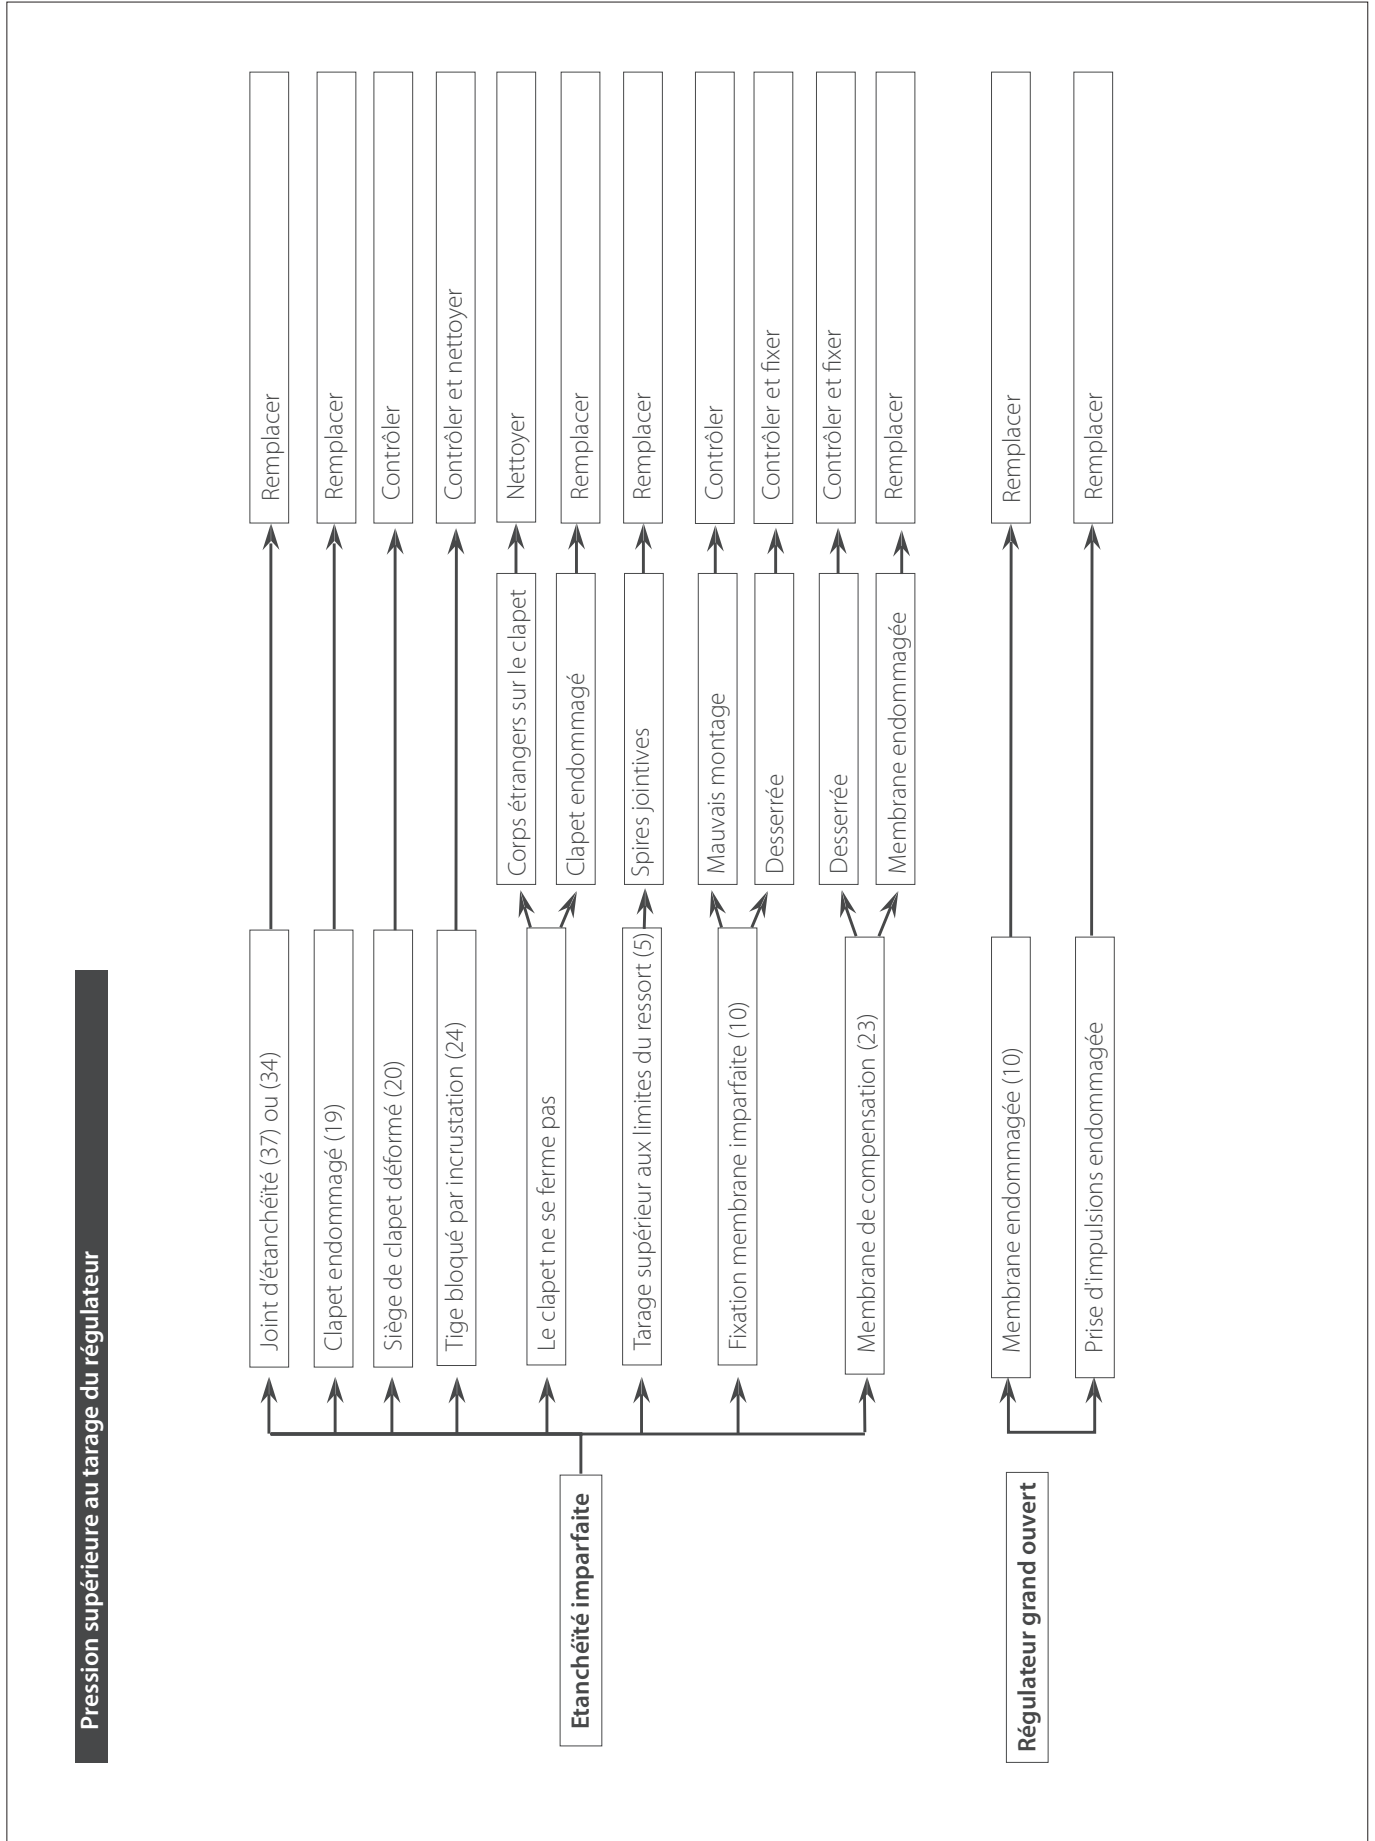 Pression supérieure au tarage du régulateur
Etanchéïté imparfaite
Joint d'étanchéïté (37) ou (34)
Remplacer
Clapet endommagé (19)
Remplacer
Siège de clapet déformé (20)
Contrôler
Tige bloqué par incrustation (24)
Contrôler et nettoyer
Le clapet ne se ferme pas
Corps étrangers sur le clapet
Nettoyer
Clapet endommagé
Remplacer
Tarage supérieur aux limites du ressort (5)
Spires jointives
Remplacer
Fixation membrane imparfaite (10)
Mauvais montage
Contrôler
Desserrée
Contrôler et fixer
Membrane de compensation (23)
Desserrée
Contrôler et fixer
Membrane endommagée
Remplacer
Régulateur grand ouvert
Membrane endommagée (10)
Remplacer
Prise d'impulsions endommagée
Remplacer